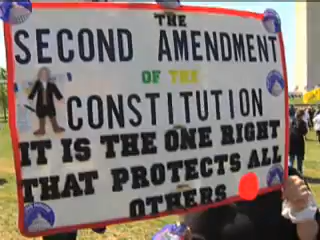 THE
SECOND AMENDMENT
OF THE
CONSTITUTION
IT IS THE ONE RIGHT
THAT PROTECTS ALL
OTHERS